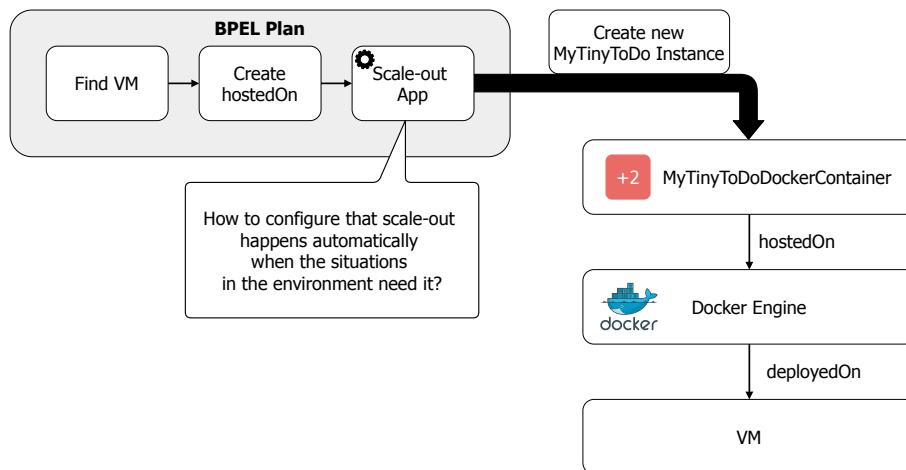 BPEL Plan
Find VM
Create
hostedOn
Scale-out
App
Create new
MyTinyToDo Instance
How to configure that scale-out
happens automatically
when the situations
in the environment need it?
+2
MyTinyToDoDockerContainer
hostedOn
docker
Docker Engine
deployedOn
VM